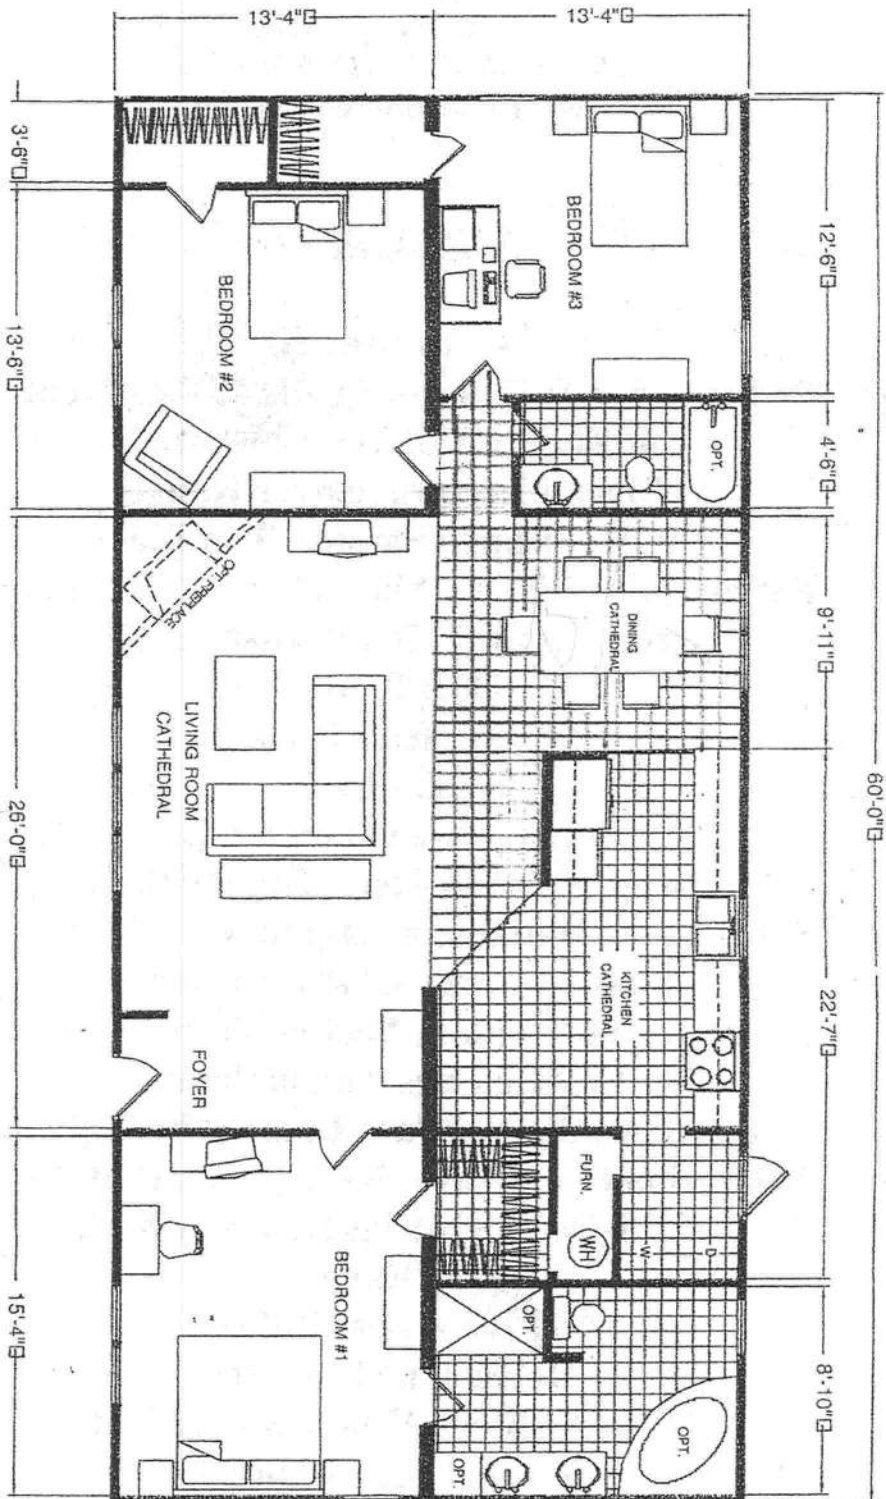 60'-0"
12'-6"
4'-6"
9'-11"
22'-7"
8'-10"
13'-4"
13'-4"
BEDROOM #3
OPT.
DINING
CATHEDRAL
KITCHEN
CATHEDRAL
D
W
FURN.
WH
OPT.
OPT.
OPT.
BEDROOM #2
OPT. FIREPLACE
LIVING ROOM
CATHEDRAL
FOYER
BEDROOM #1
3'-6"
13'-6"
26'-0"
15'-4"